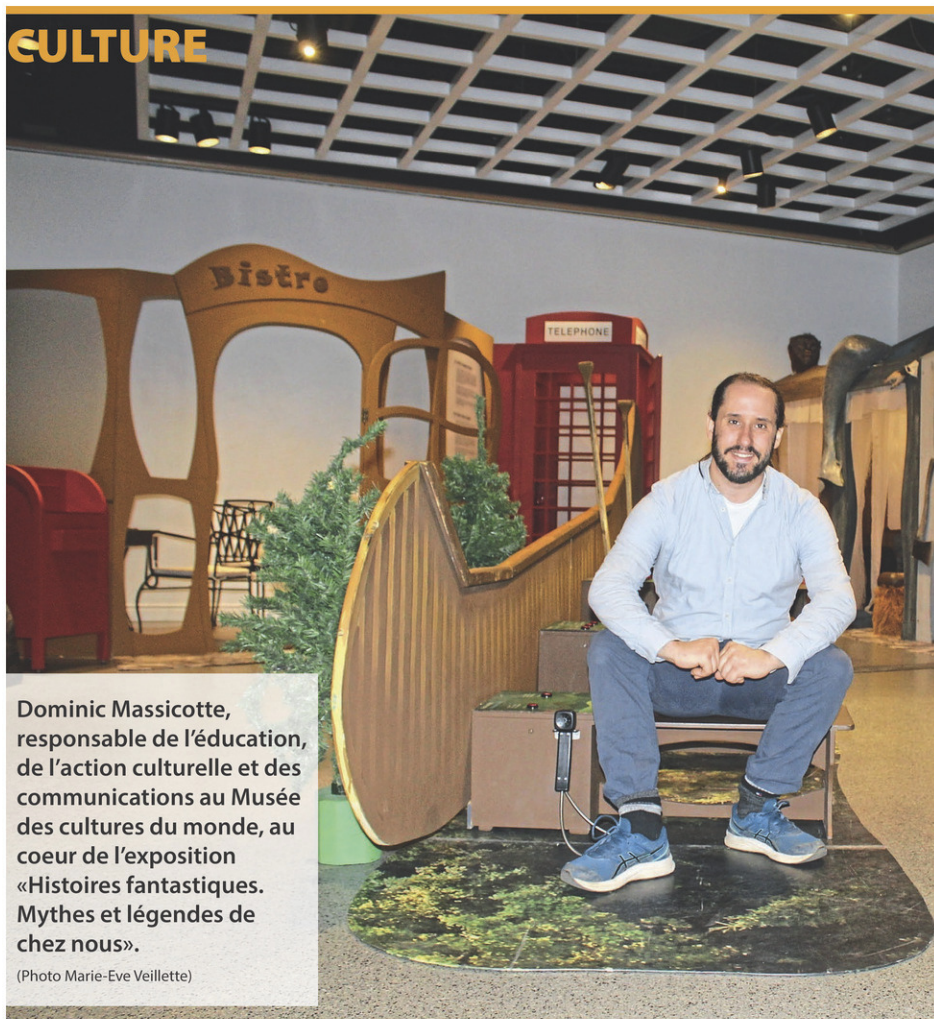 CULTURE
Bistro
TELEPHONE
Dominic Massicotte,
responsable de l’éducation,
de l’action culturelle et des
communications au Musée
des cultures du monde, au
coeur de l’exposition
«Histoires fantastiques.
Mythes et légendes de
chez nous».
(Photo Marie-Eve Veillette)